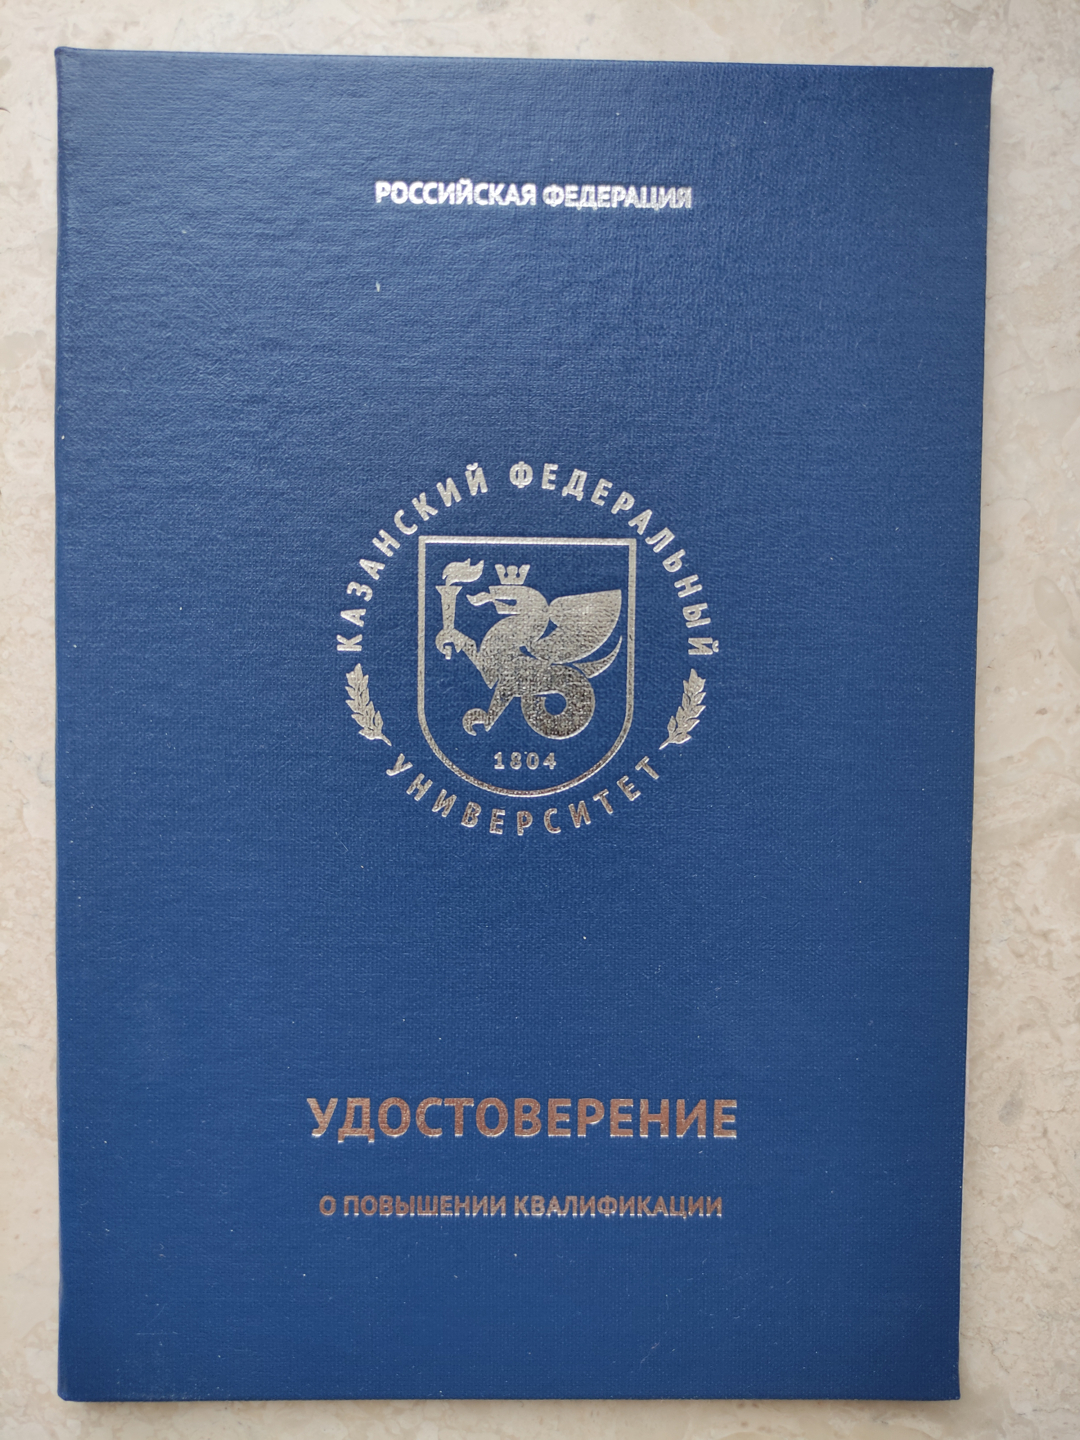 РОССИЙСКАЯ ФЕДЕРАЦИЯ
КАЗАНСКИЙ ФЕДЕРАЛЬНЫЙ
1804
УНИВЕРСИТЕТ
УДОСТОВЕРЕНИЕ
О ПОВЫШЕНИИ КВАЛИФИКАЦИИ